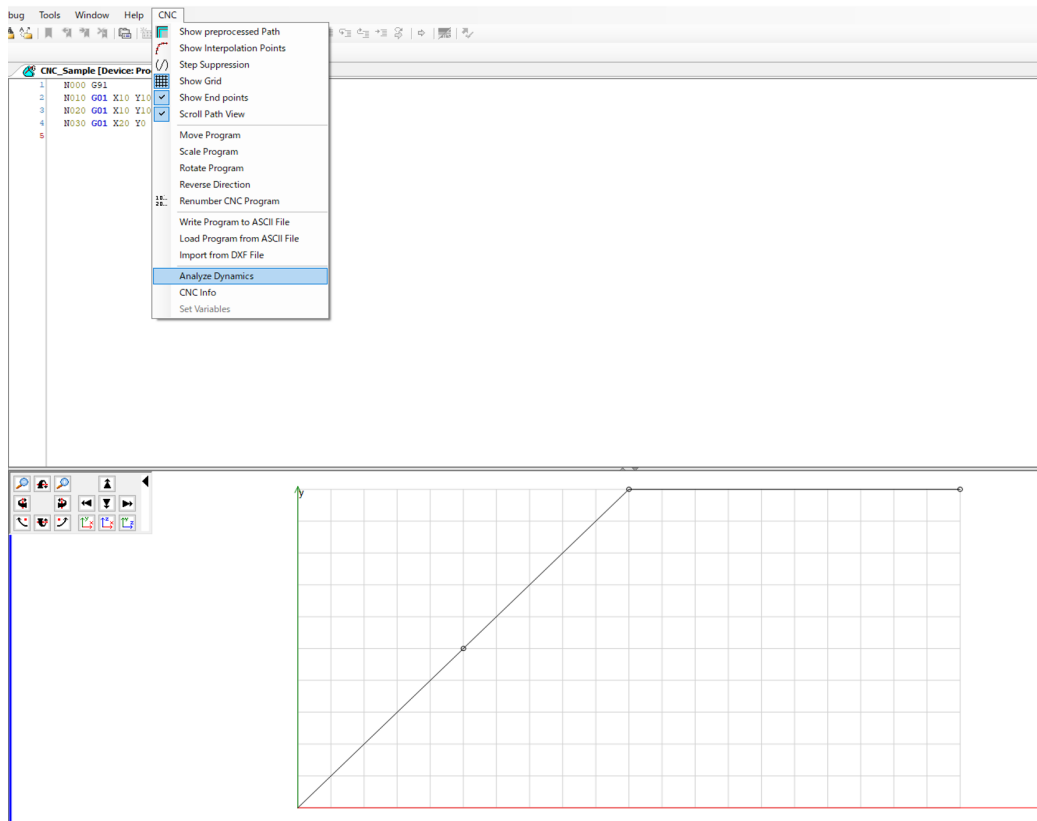 bug Tools Window Help CNC
CNC_Sample [Device: Pro
1 N000 G91
2 N010 G01 X10 Y10
3 N020 G01 X10 Y10
4 N030 G01 X20 Y0
5
Show preprocessed Path
Show Interpolation Points
Step Suppression
Show Grid
Show End points
Scroll Path View
Move Program
Scale Program
Rotate Program
Reverse Direction
Renumber CNC Program
Write Program to ASCII File
Load Program from ASCII File
Import from DXF File
Analyze Dynamics
CNC Info
Set Variables
y